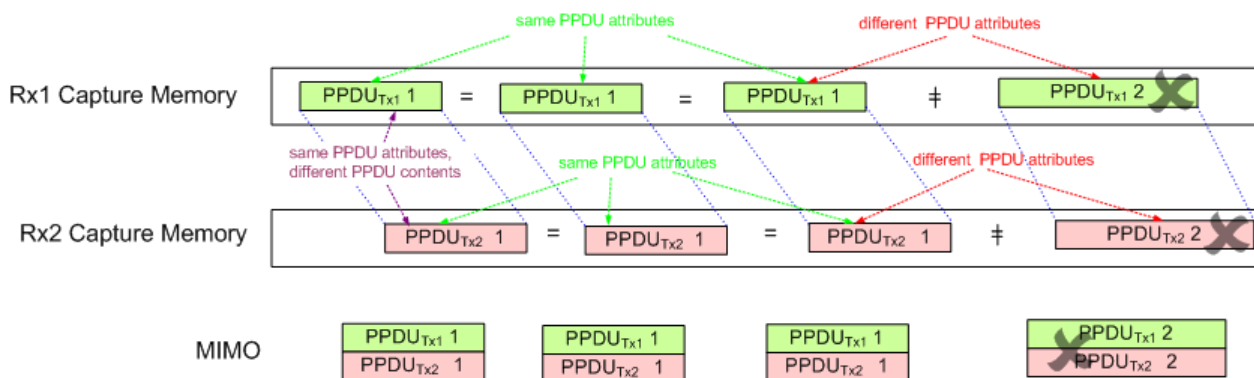 same PPDU attributes
different PPDU attributes
Rx1 Capture Memory
PPDUTx1 1 = PPDUTx1 1 = PPDUTx1 1 ǂ PPDUTx1 2
same PPDU attributes,
different PPDU contents
same PPDU attributes
different PPDU attributes
Rx2 Capture Memory
PPDUTx2 1 = PPDUTx2 1 = PPDUTx2 1 ǂ PPDUTx2 2
MIMO
PPDUTx1 1 PPDUTx1 1 PPDUTx1 1 PPDUTx1 2
PPDUTx2 1 PPDUTx2 1 PPDUTx2 1 PPDUTx2 2